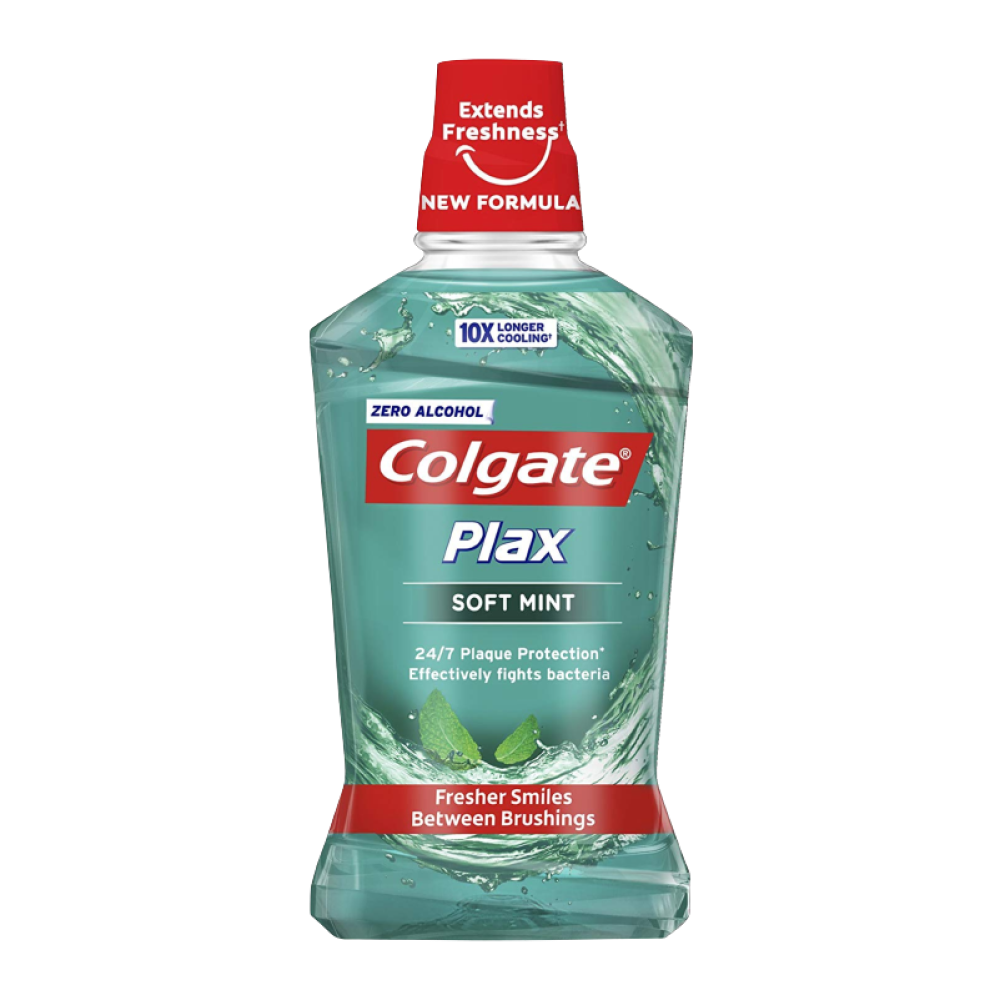 Extends
Freshness†
NEW FORMULA
10X LONGER
COOLING†
ZERO ALCOHOL
Colgate®
Plax
SOFT MINT
24/7 Plaque Protection*
Effectively fights bacteria
Fresher Smiles
Between Brushings